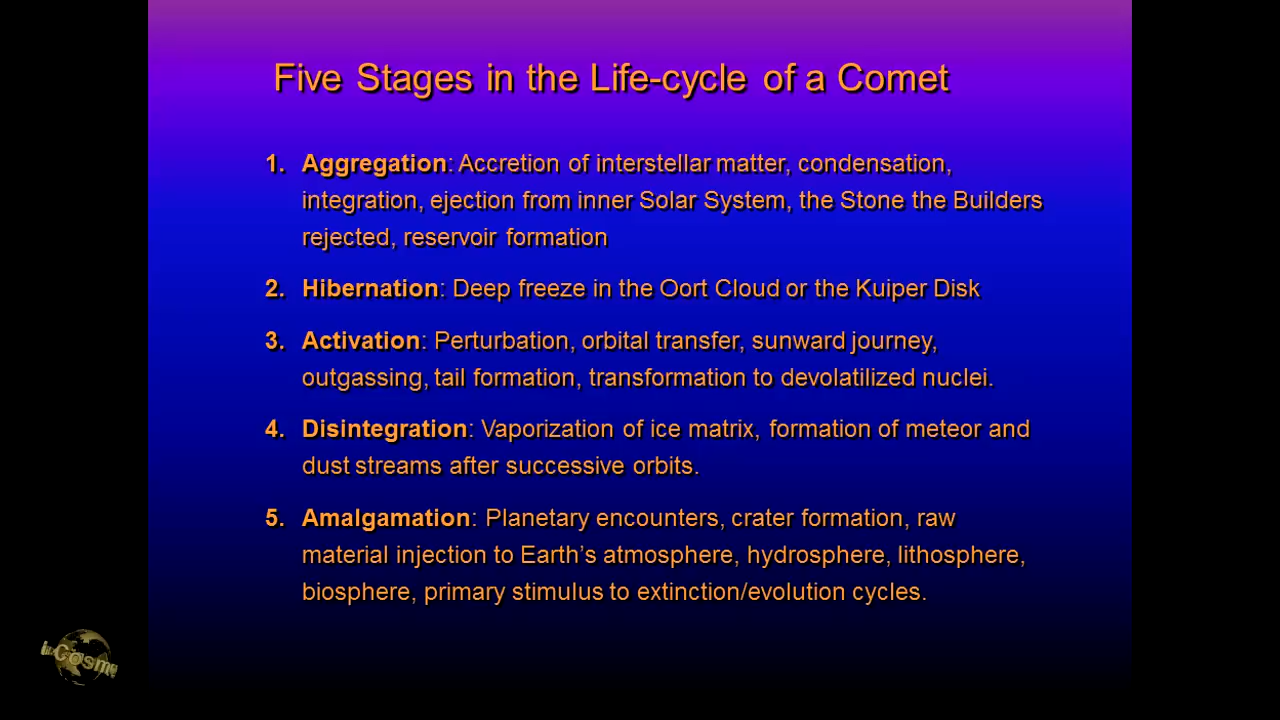 Five Stages in the Life-cycle of a Comet
1. Aggregation: Accretion of interstellar matter, condensation,
integration, ejection from inner Solar System, the Stone the Builders
rejected, reservoir formation
2. Hibernation: Deep freeze in the Oort Cloud or the Kuiper Disk
3. Activation: Perturbation, orbital transfer, sunward journey,
outgassing, tail formation, transformation to devolatilized nuclei.
4. Disintegration: Vaporization of ice matrix, formation of meteor and
dust streams after successive orbits.
5. Amalgamation: Planetary encounters, crater formation, raw
material injection to Earth’s atmosphere, hydrosphere, lithosphere,
biosphere, primary stimulus to extinction/evolution cycles.